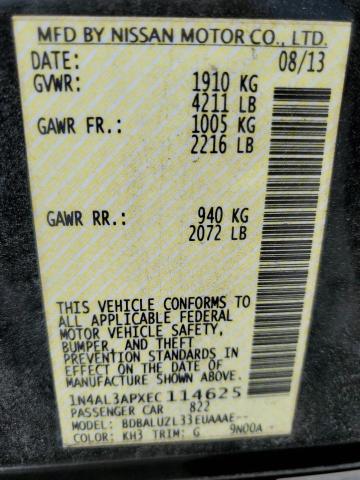 MFD BY NISSAN MOTOR CO., LTD.
DATE: 08/13
GVWR: 1910 KG
4211 LB
GAWR FR.: 1005 KG
2216 LB
GAWR RR.: 940 KG
2072 LB
THIS VEHICLE CONFORMS TO
ALL APPLICABLE FEDERAL
MOTOR VEHICLE SAFETY,
BUMPER, AND THEFT
PREVENTION STANDARDS IN
EFFECT ON THE DATE OF
MANUFACTURE SHOWN ABOVE
1N4AL3APXEC114625
PASSENGER CAR 822
MODEL: BDBALUZL33EUAAAE--
COLOR: KH3 TRIM: G 9N00A -